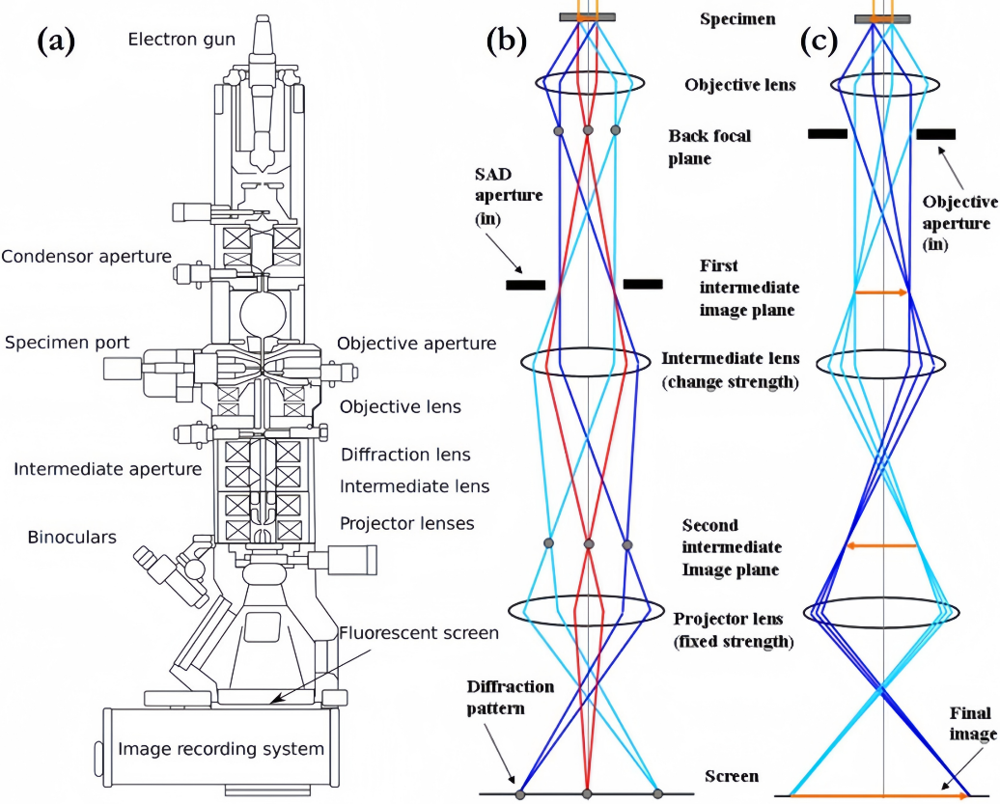 (a)
Electron gun
Condensor aperture
Specimen port
Objective aperture
Objective lens
Intermediate aperture
Diffraction lens
Intermediate lens
Projector lenses
Binoculars
Fluorescent screen
Image recording system
(b)
SAD
aperture
(in)
Diffraction
pattern
Specimen
Objective lens
Back focal
plane
First
intermediate
image plane
Intermediate lens
(change strength)
Second
intermediate
Image plane
Projector lens
(fixed strength)
Screen
(c)
Objective
aperture
(in)
Final
image